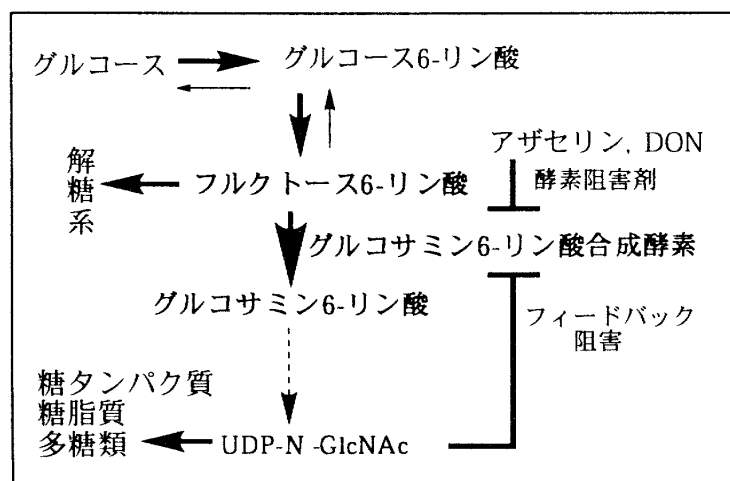 グルコース
グルコース6-リン酸
アザセリン, DON
酵素阻害剤
解糖系
フルクトース6-リン酸
グルコサミン6-リン酸合成酵素
グルコサミン6-リン酸
フィードバック
阻害
糖タンパク質
糖脂質
多糖類
UDP-N -GlcNAc